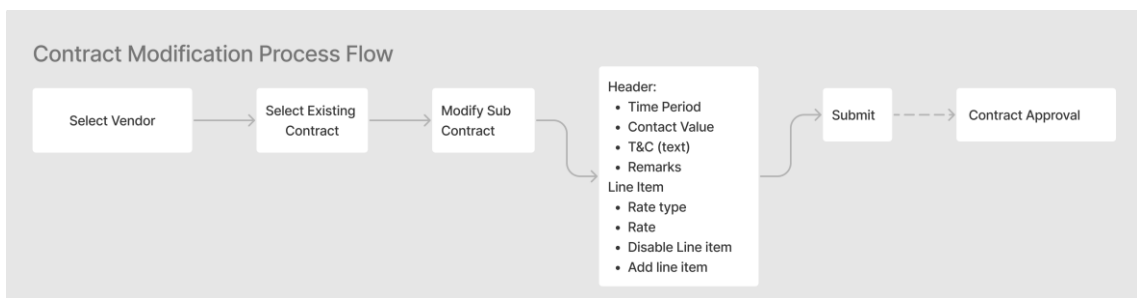 Contract Modification Process Flow
Select Vendor
Select Existing
Contract
Modify Sub
Contract
Header:
• Time Period
• Contact Value
• T&C (text)
• Remarks
Line Item
• Rate type
• Rate
• Disable Line item
• Add line item
Submit
Contract Approval